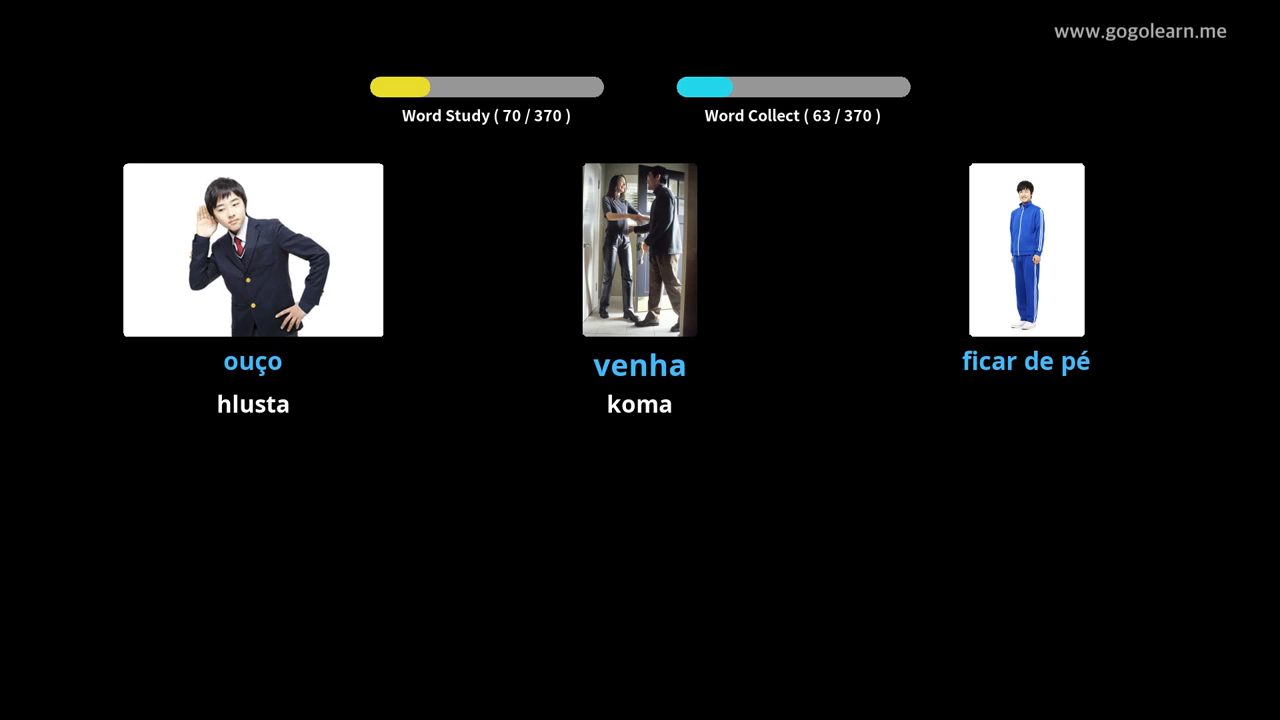 www.gogolearn.me
Word Study ( 70 / 370 )
Word Collect ( 63 / 370 )
ouço
hlusta
venha
koma
ficar de pé